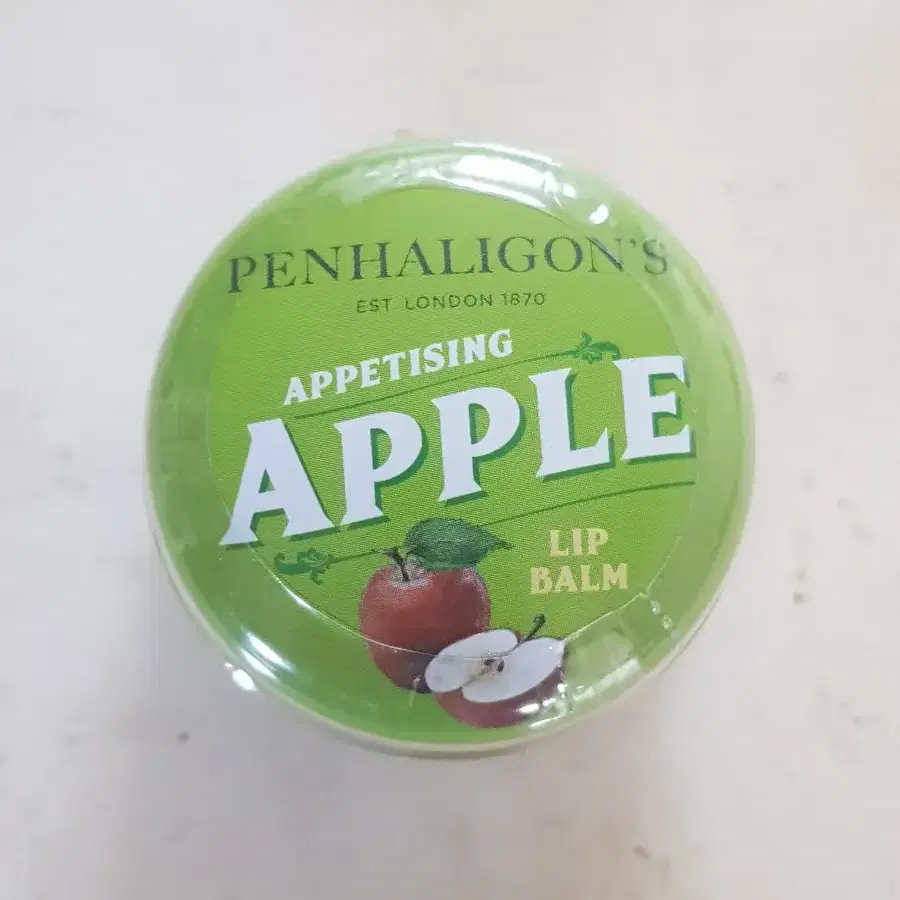 PENHALIGON'S
EST LONDON 1870
APPETISING
APPLE
LIP
BALM